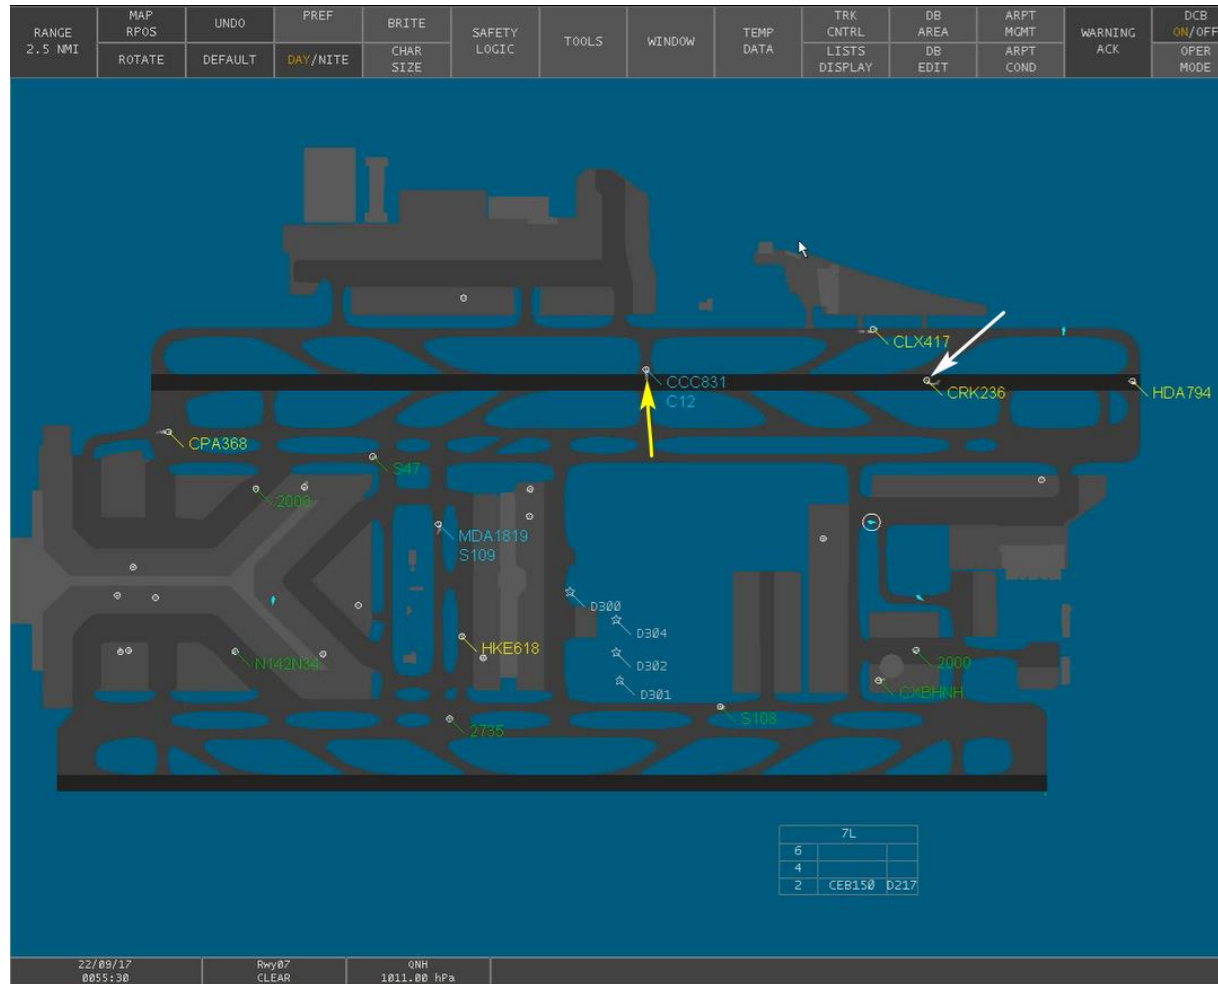 RANGE
2.5 NMI
MAP
RPOS
ROTATE
UNDO
DEFAULT
PREF
DAY/NITE
BRITE
CHAR
SIZE
SAFETY
LOGIC
TOOLS
WINDOW
TEMP
DATA
TRK
CNTRL
LISTS
DISPLAY
DB
AREA
DB
EDIT
ARPT
MGMT
ARPT
COND
WARNING
ACK
DCB
ON/OFF
OPER
MODE
CLX417
CCC831
C12
CRK236
HDA794
CPA368
S47
2000
MDA1819
S109
D300
D304
HKE618
N142N34
D302
2000
D301
CXBHNH
S108
2735
7L
6
4
2 CEB150 D217
22/09/17
0055:30
Rwy07
CLEAR
QNH
1011.00 hPa